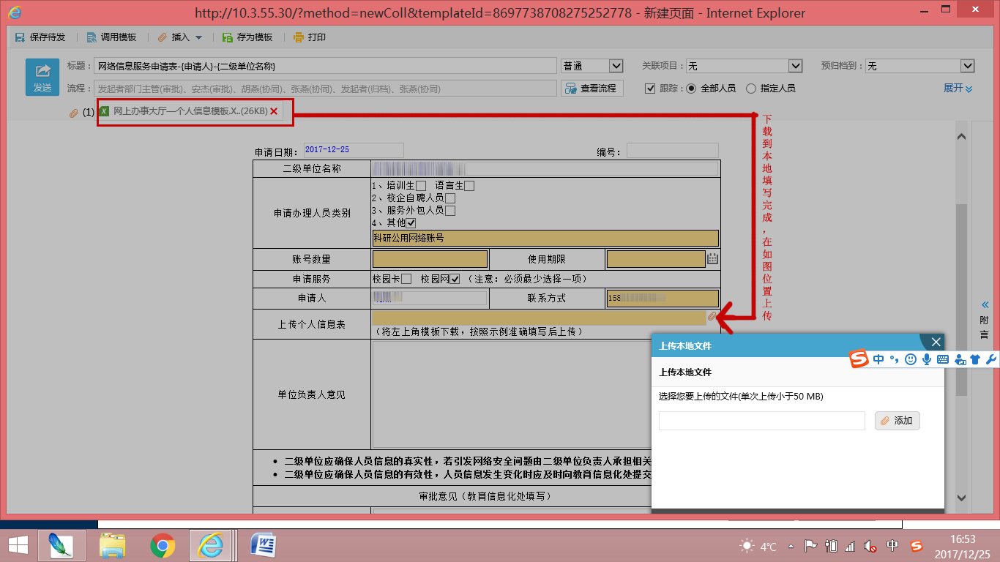 http://10.3.55.30/?method=newColl&templateId=8697738708275252778 - 新建页面 - Internet Explorer
保存待发 调用模板 插入 存为模板 打印
发送
标题： 网络信息服务申请表-{申请人}-{二级单位名称} 普通 关联项目： 无 预归档到： 无
流程： 发起者部门主管(审批)、安杰(审批)、胡燕(协同)、张燕(协同)、发起者(归档)、张燕(协同) 查看流程 跟踪： 全部人员 指定人员 展开
(1) 网上办事大厅—个人信息模板.X..(26KB)
下载到本地填写完成，在如图位置上传
申请日期： 2017-12-25 编号：
二级单位名称
申请办理人员类别
1、培训生 语言生
2、校企自聘人员
3、服务外包人员
4、其他
科研公用网络账号
账号数量 使用期限
申请服务 校园卡 校园网 （注意：必须最少选择一项）
申请人 联系方式 158
上传个人信息表
（将左上角模板下载，按照示例准确填写后上传）
附言
单位负责人意见
上传本地文件
上传本地文件
选择您要上传的文件(单次上传小于50 MB)
添加
中
• 二级单位应确保人员信息的真实性，若引发网络安全问题由二级单位负责人承担相关
• 二级单位应确保人员信息的有效性，人员信息发生变化时应及时向教育信息化处提交
审批意见（教育信息化处填写）
4℃ 中 16:53
2017/12/25